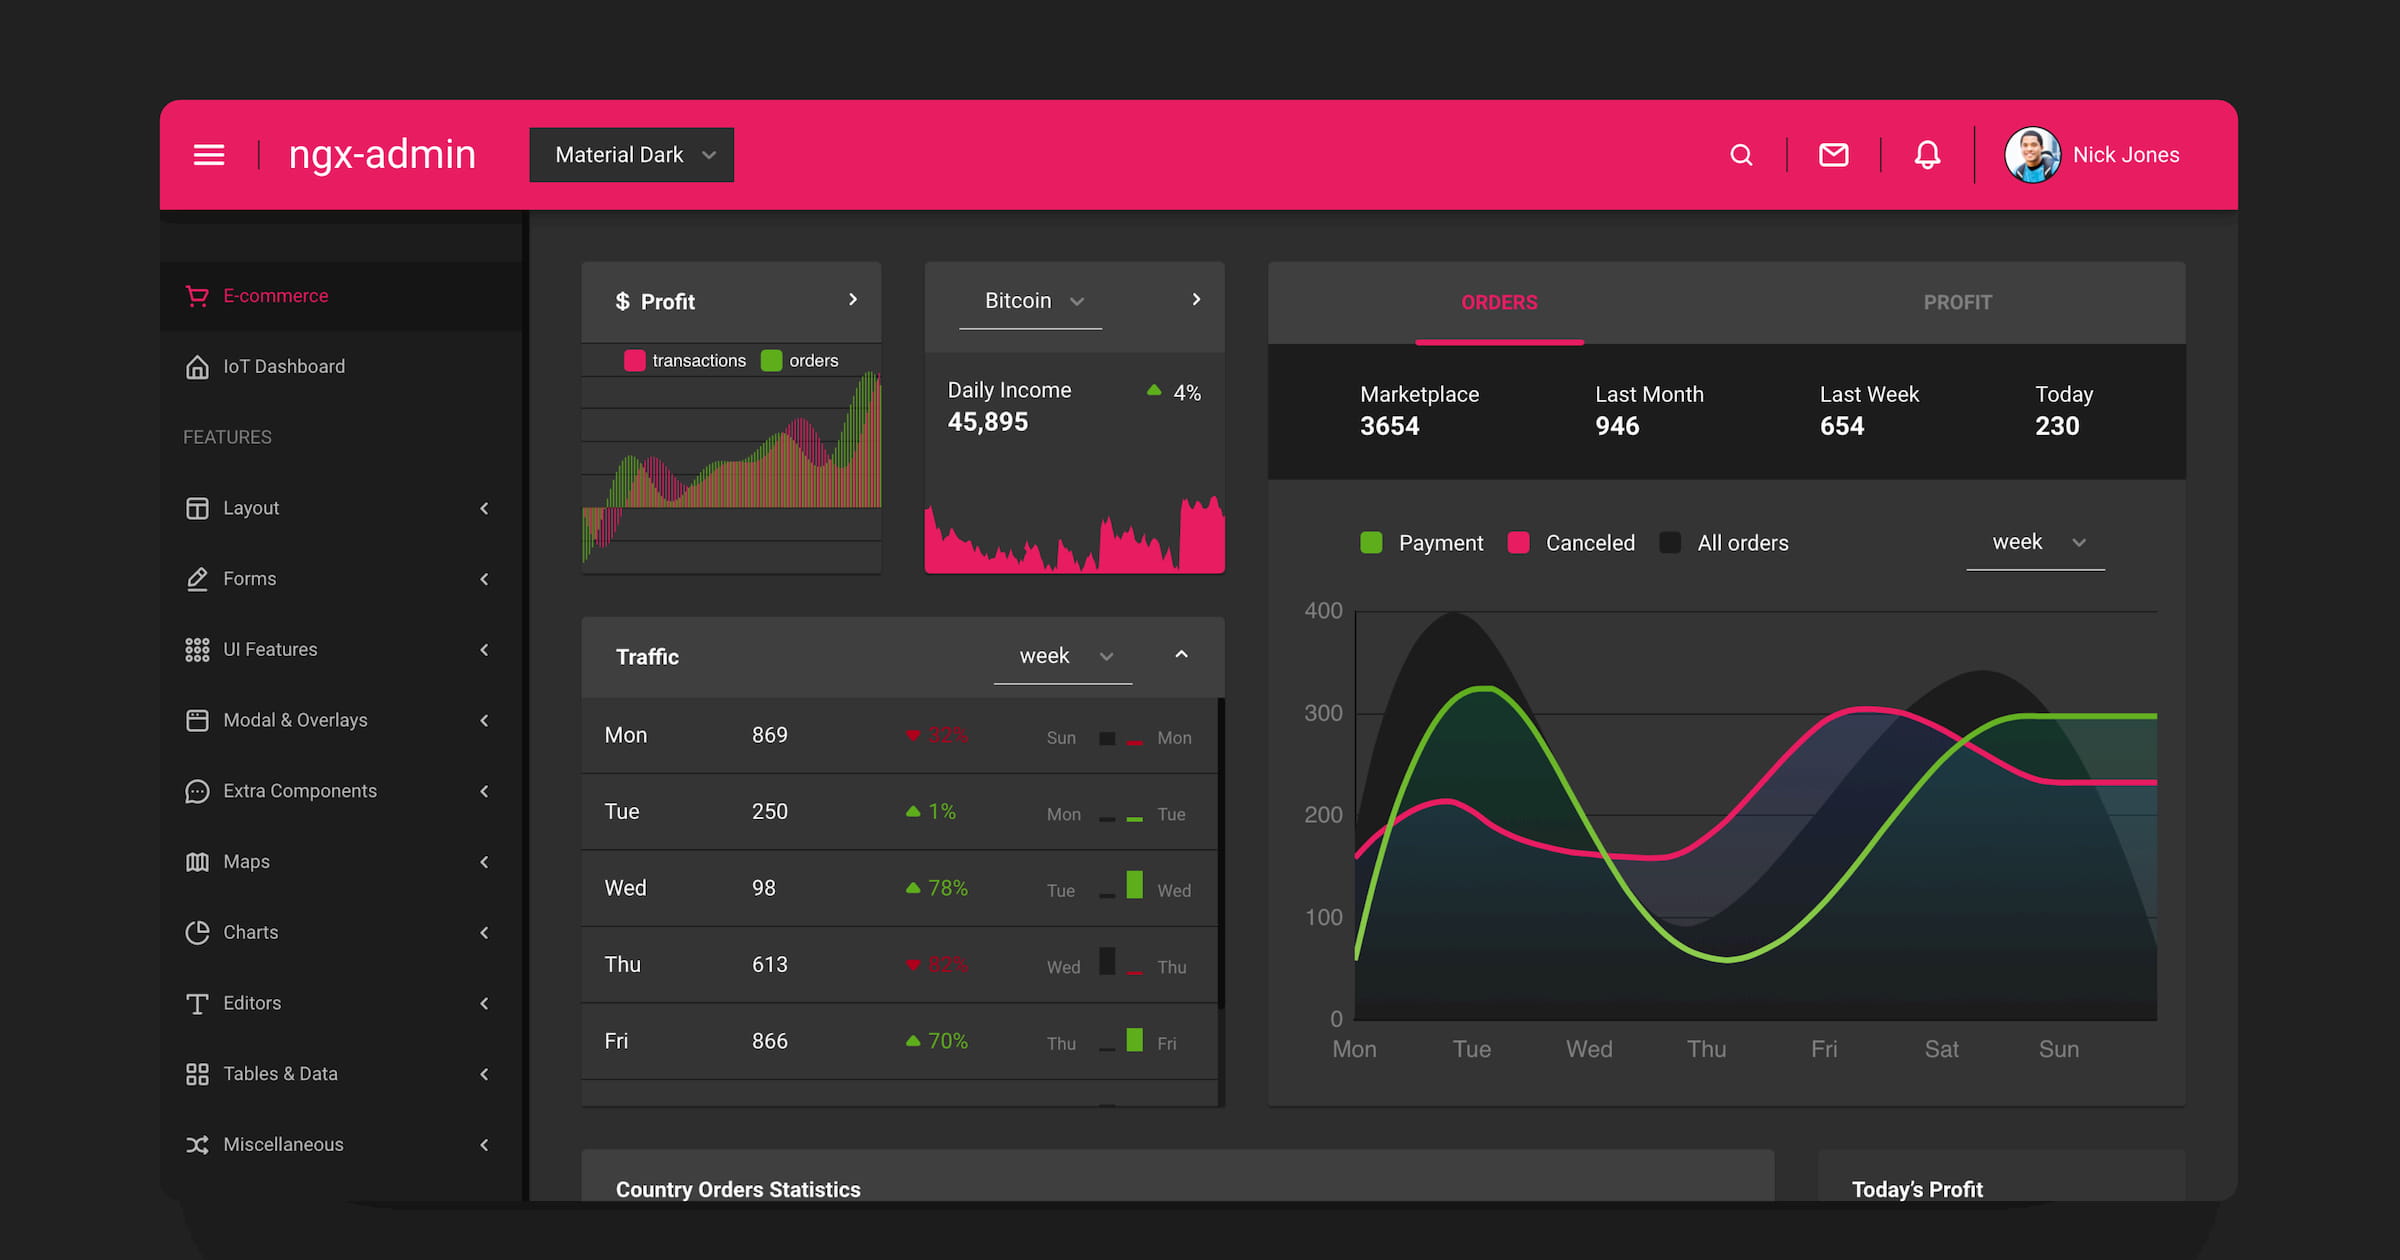 ngx-admin Material Dark Nick Jones
E-commerce
IoT Dashboard
FEATURES
Layout
Forms
UI Features
Modal & Overlays
Extra Components
Maps
Charts
Editors
Tables & Data
Miscellaneous
$ Profit
transactions orders
Bitcoin
Daily Income 4%
45,895
Traffic week
Mon 869 32% Sun Mon
Tue 250 1% Mon Tue
Wed 98 78% Tue Wed
Thu 613 82% Wed Thu
Fri 866 70% Thu Fri
ORDERS PROFIT
Marketplace Last Month Last Week Today
3654 946 654 230
Payment Canceled All orders week
400
300
200
100
0
Mon Tue Wed Thu Fri Sat Sun
Country Orders Statistics
Today's Profit